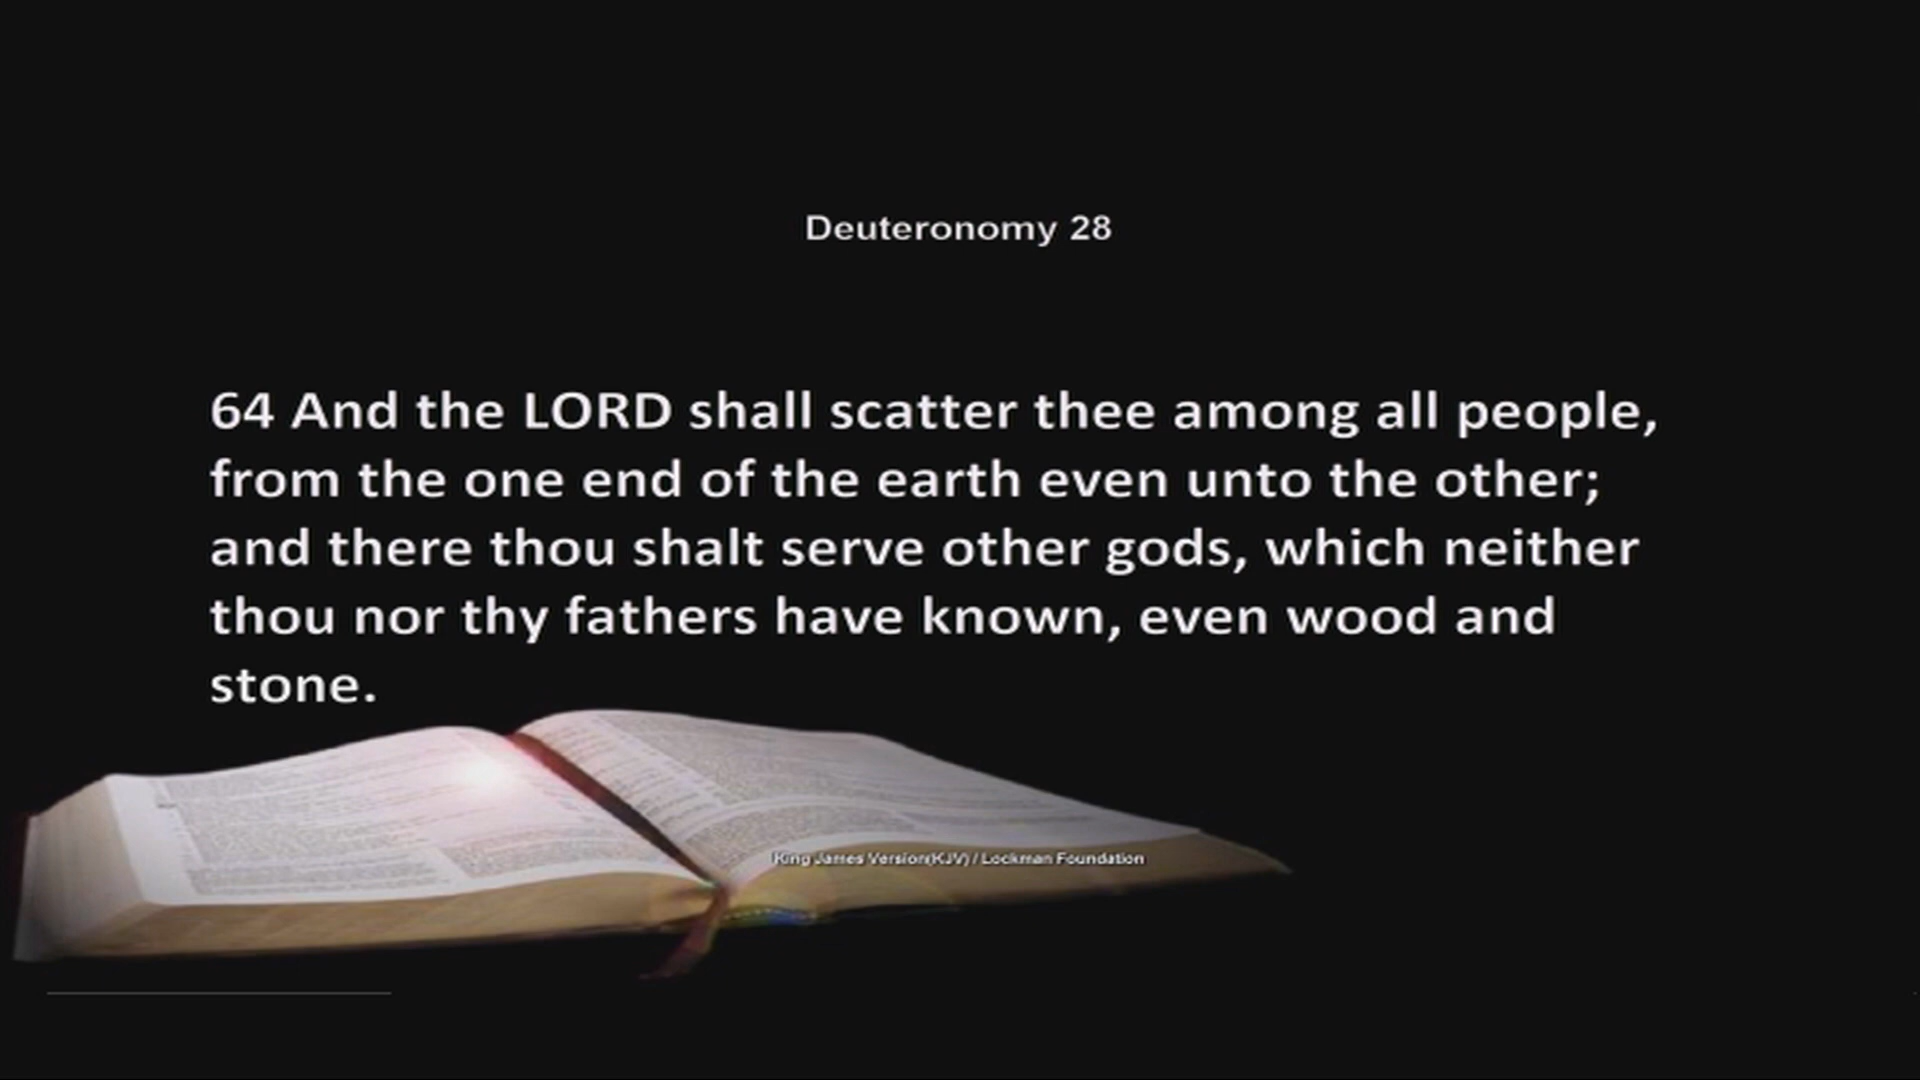 Deuteronomy 28
64 And the LORD shall scatter thee among all people,
from the one end of the earth even unto the other;
and there thou shalt serve other gods, which neither
thou nor thy fathers have known, even wood and
stone.
King James Version(KJV) / Lockman Foundation